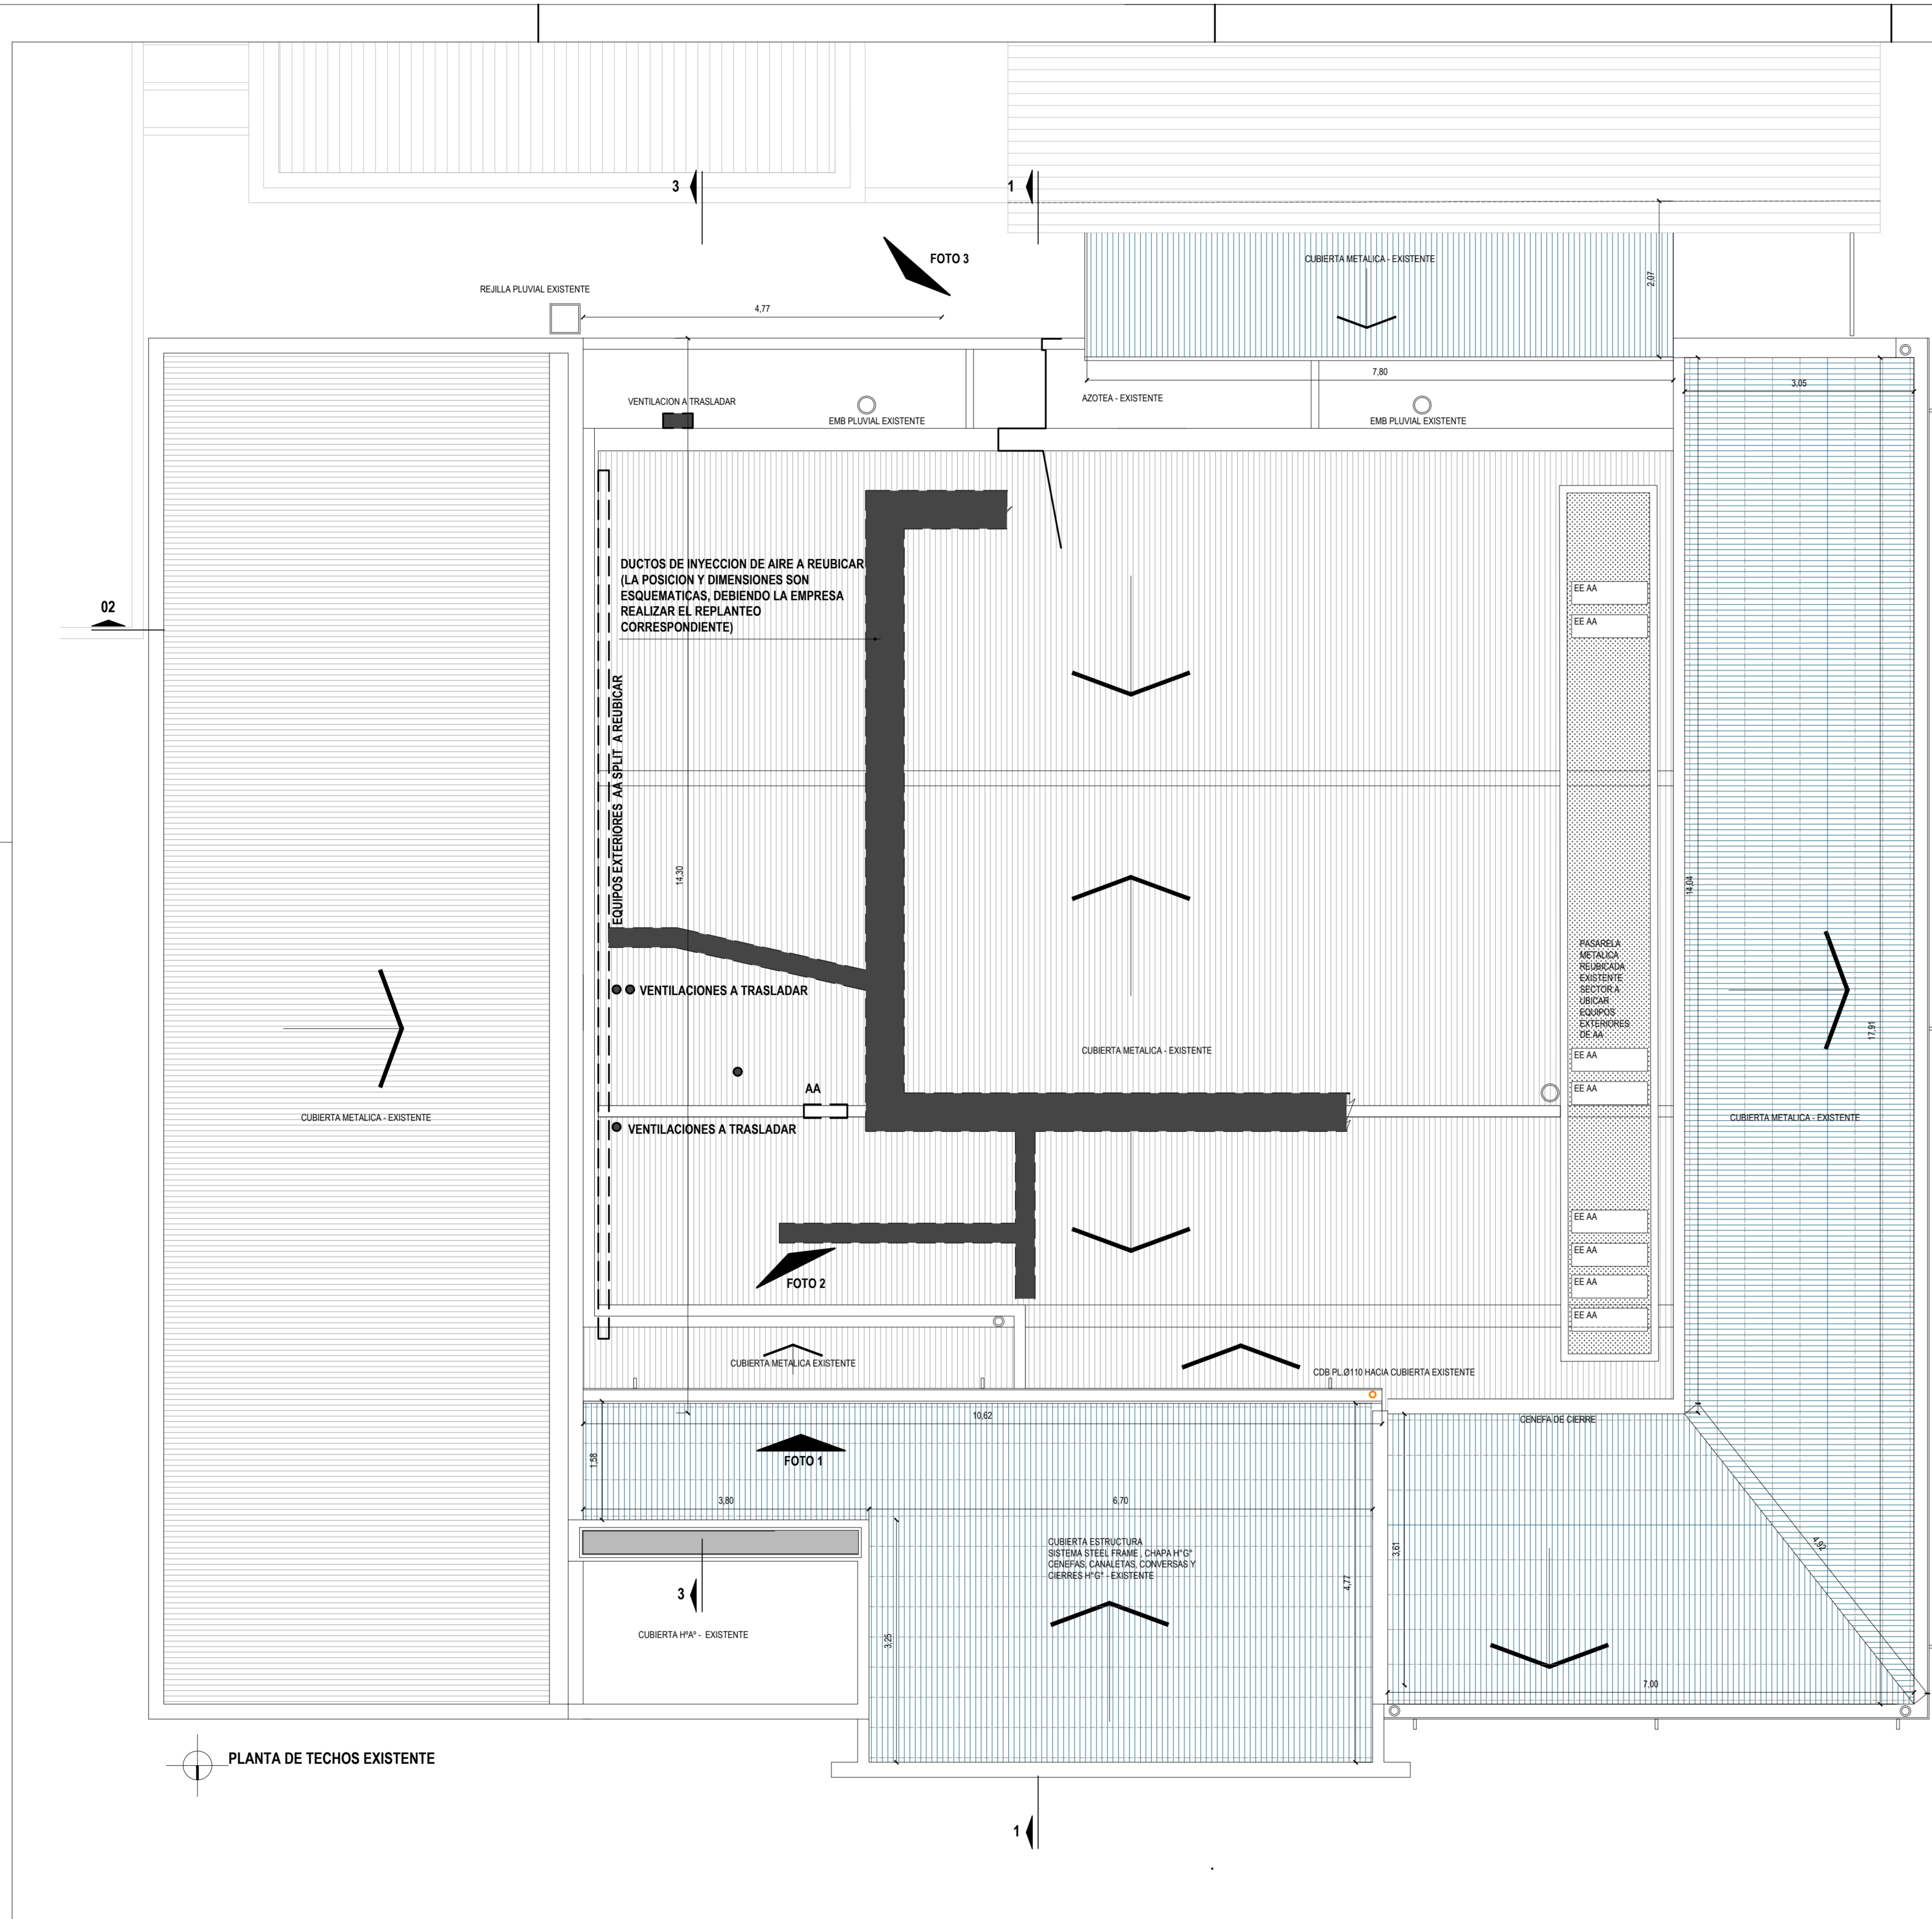 3
1
FOTO 3
CUBIERTA METALICA - EXISTENTE
2,07
REJILLA PLUVIAL EXISTENTE
4,77
7,80
3,05
VENTILACION A TRASLADAR
EMB PLUVIAL EXISTENTE
AZOTEA - EXISTENTE
EMB PLUVIAL EXISTENTE
DUCTOS DE INYECCION DE AIRE A REUBICAR
(LA POSICION Y DIMENSIONES SON
ESQUEMATICAS, DEBIENDO LA EMPRESA
REALIZAR EL REPLANTEO
CORRESPONDIENTE)
EE AA
EE AA
02
EQUIPOS EXTERIORES AA SPLIT A REUBICAR
14,30
14,04
PASARELA
METALICA
REUBICADA
EXISTENTE
SECTOR A
UBICAR
EQUIPOS
EXTERIORES
DE AA
17,91
VENTILACIONES A TRASLADAR
CUBIERTA METALICA - EXISTENTE
EE AA
EE AA
AA
CUBIERTA METALICA - EXISTENTE
CUBIERTA METALICA - EXISTENTE
VENTILACIONES A TRASLADAR
EE AA
EE AA
EE AA
EE AA
FOTO 2
CUBIERTA METALICA EXISTENTE
CDB PL.Ø110 HACIA CUBIERTA EXISTENTE
10,62
CENEFA DE CIERRE
1,58
FOTO 1
3,80
6,70
CUBIERTA ESTRUCTURA
SISTEMA STEEL FRAME , CHAPA H°G°
CENEFAS, CANALETAS, CONVERSAS Y
CIERRES H°G° - EXISTENTE
3,61
4,92
4,77
3
3,25
CUBIERTA HºAº - EXISTENTE
7,00
PLANTA DE TECHOS EXISTENTE
1